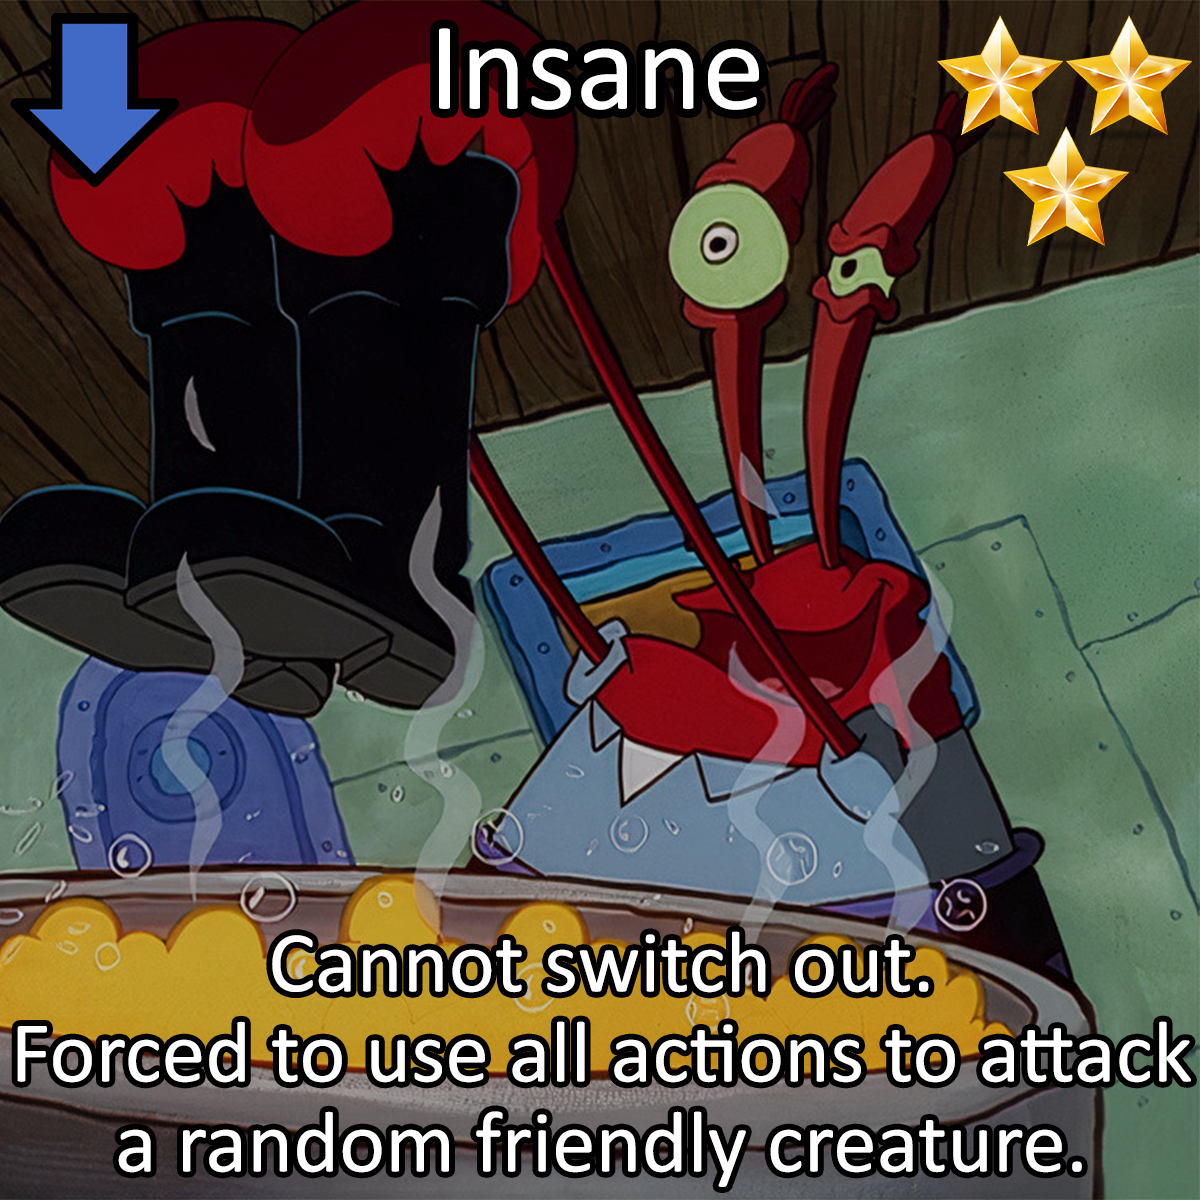 Insane
Cannot switch out.
Forced to use all actions to attack
a random friendly creature.